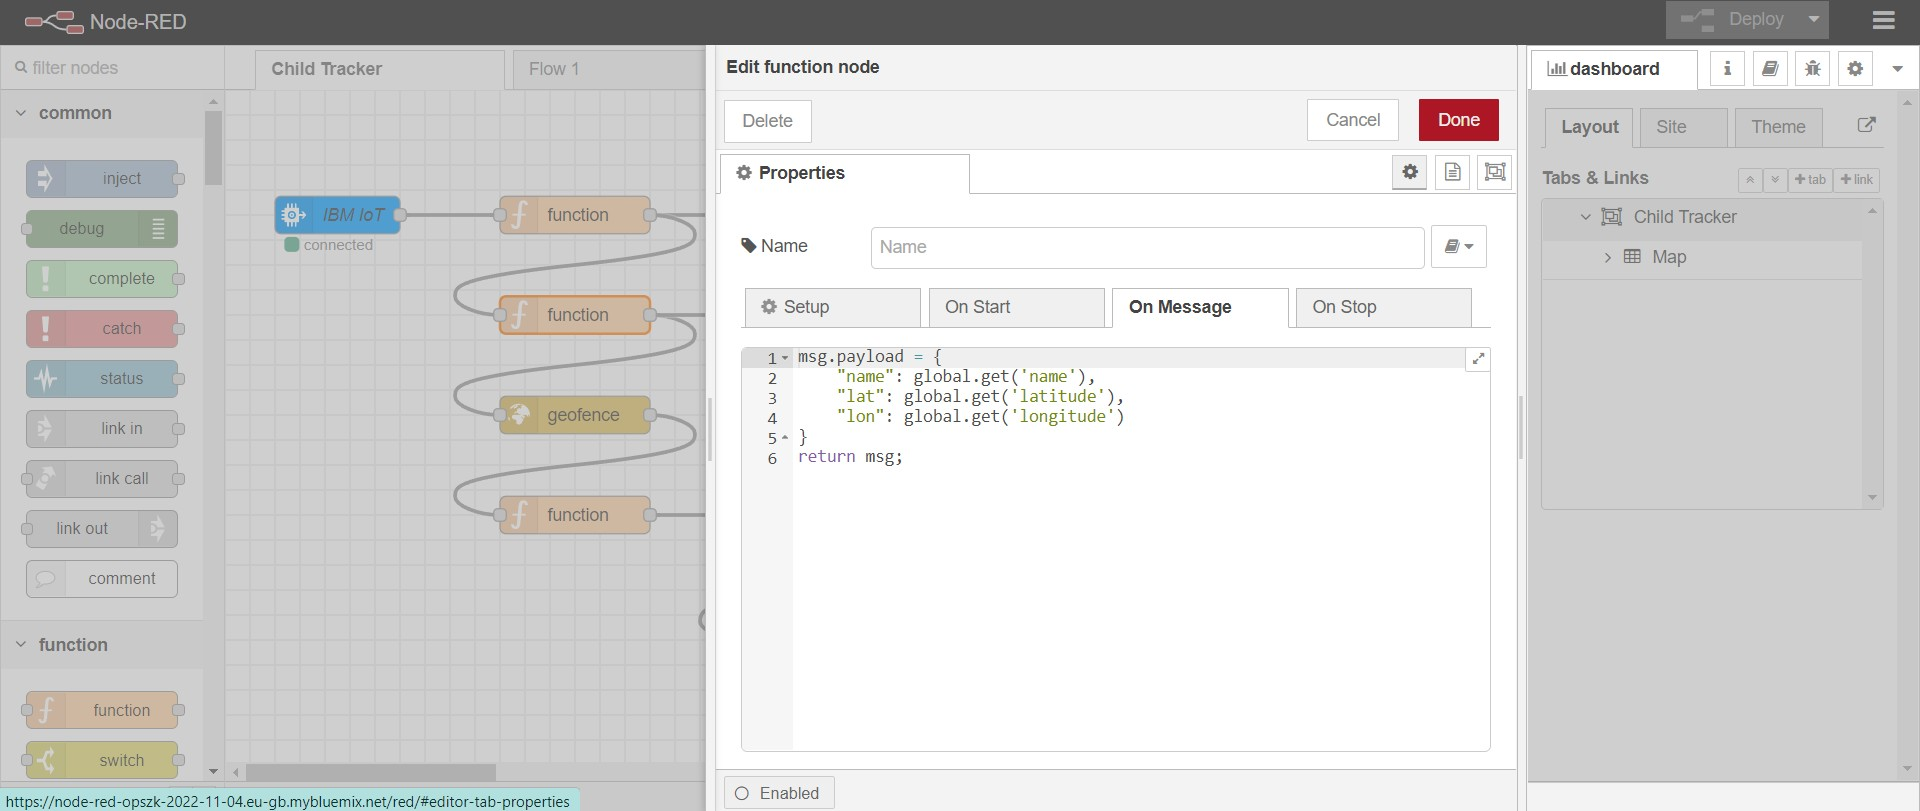 Node-RED
Deploy
filter nodes
common
inject
debug
complete
catch
status
link in
link call
link out
comment
function
function
switch
Child Tracker
Flow 1
IBM IoT
connected
function
function
geofence
function
Edit function node
Delete
Cancel
Done
Properties
Name
Name
Setup
On Start
On Message
On Stop
1 msg.payload = {
2 "name": global.get('name'),
3 "lat": global.get('latitude'),
4 "lon": global.get('longitude')
5 }
6 return msg;
Enabled
dashboard
i
Layout
Site
Theme
Tabs & Links
+ tab
+ link
Child Tracker
Map
https://node-red-opszk-2022-11-04.eu-gb.mybluemix.net/red/#editor-tab-properties